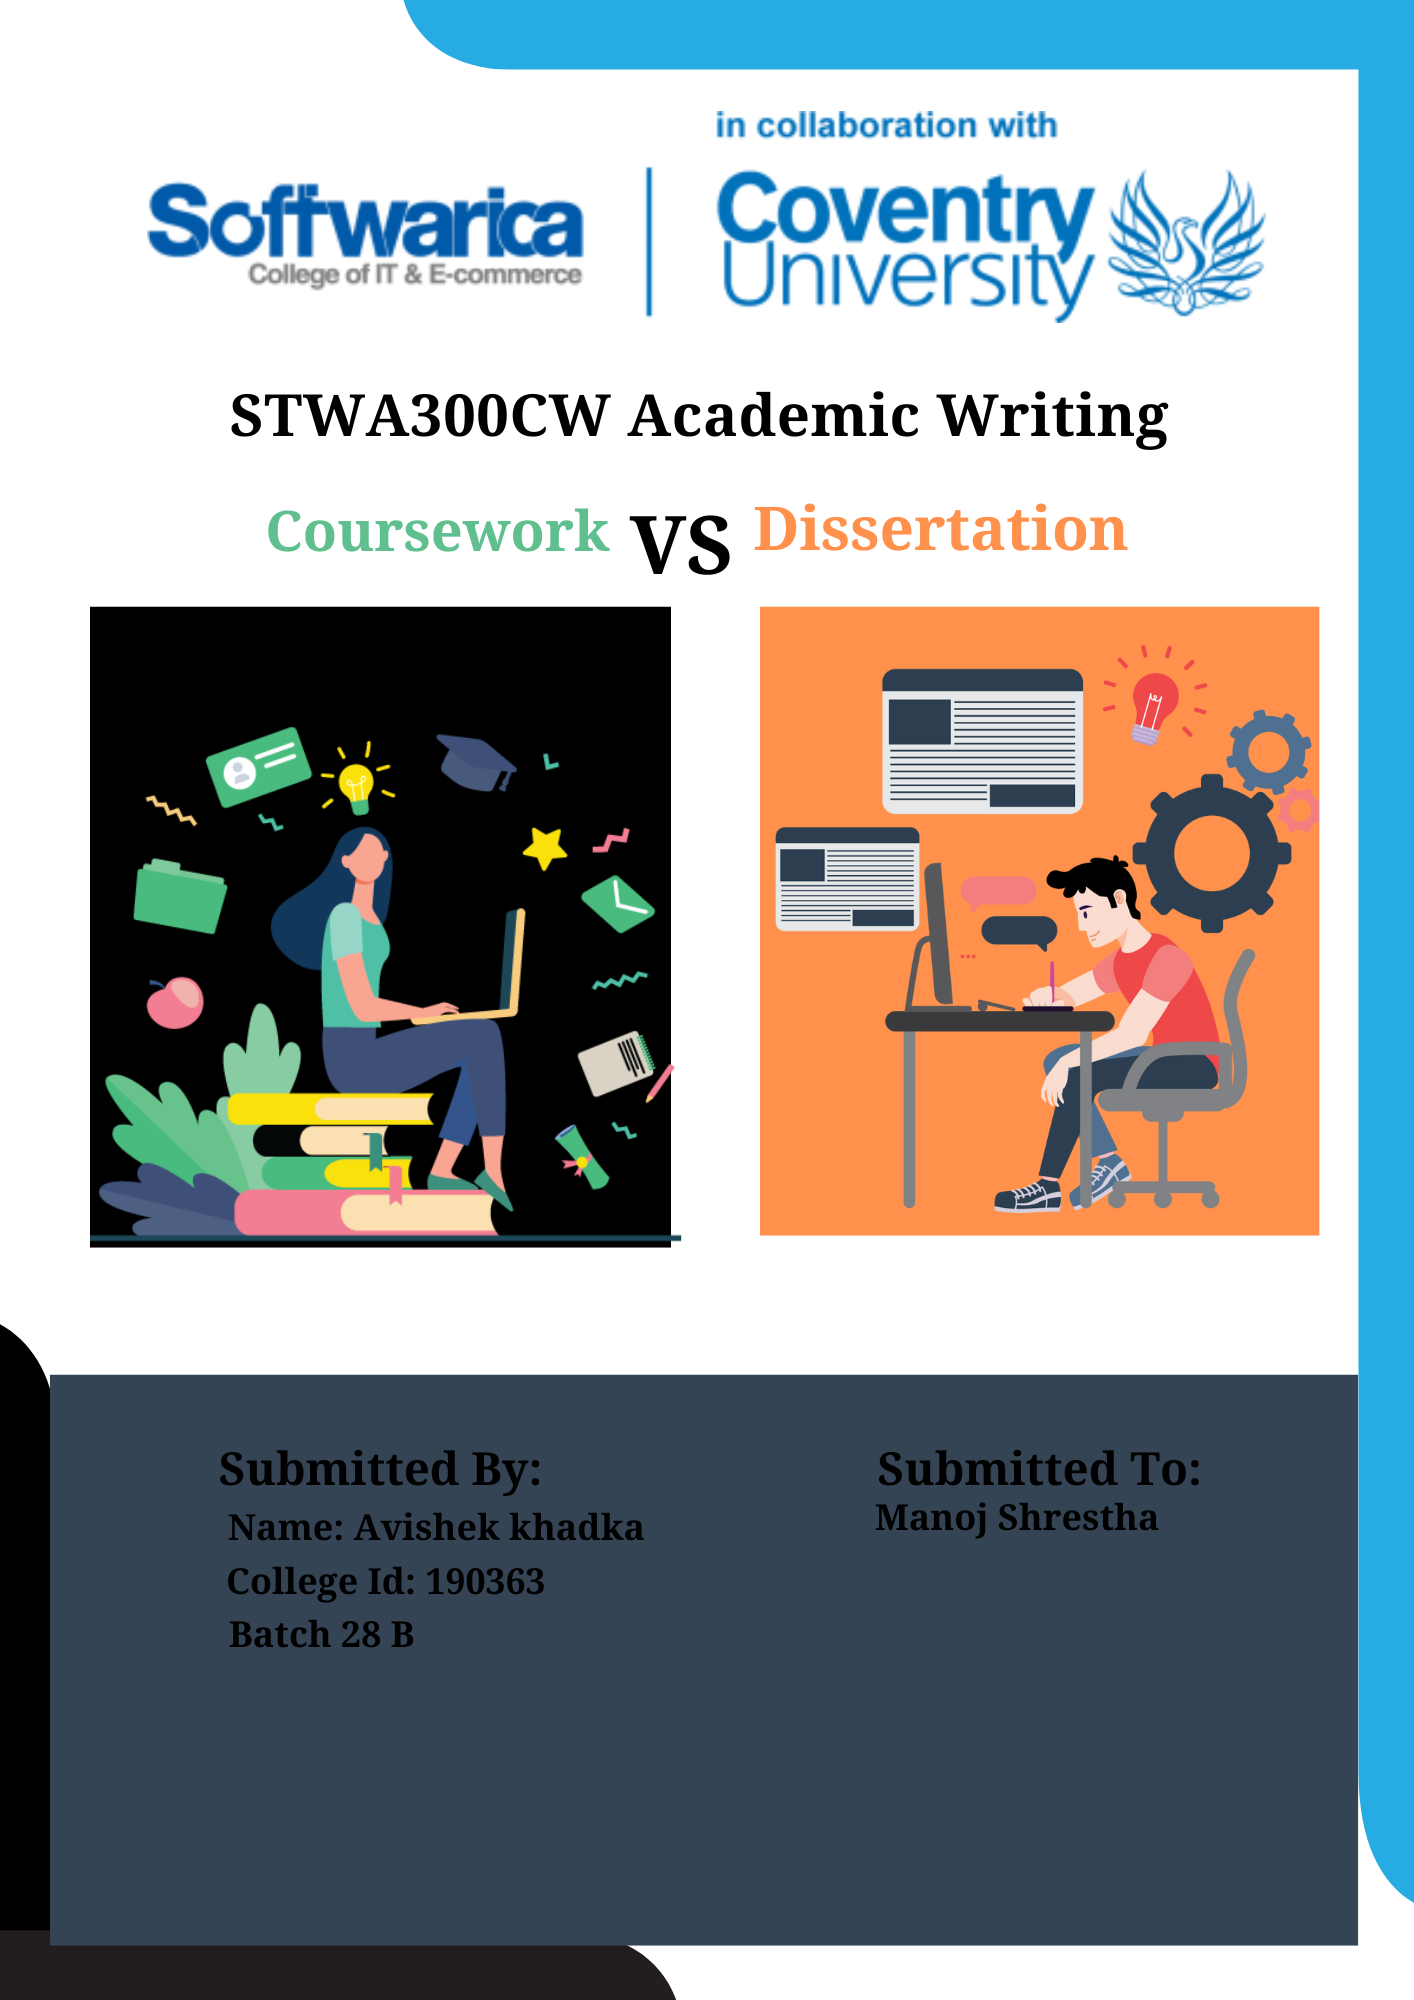 in collaboration with
Softwarica
College of IT & E-commerce
Coventry
University
STWA300CW Academic Writing
Coursework VS Dissertation
Submitted By:
Name: Avishek khadka
College Id: 190363
Batch 28 B
Submitted To:
Manoj Shrestha